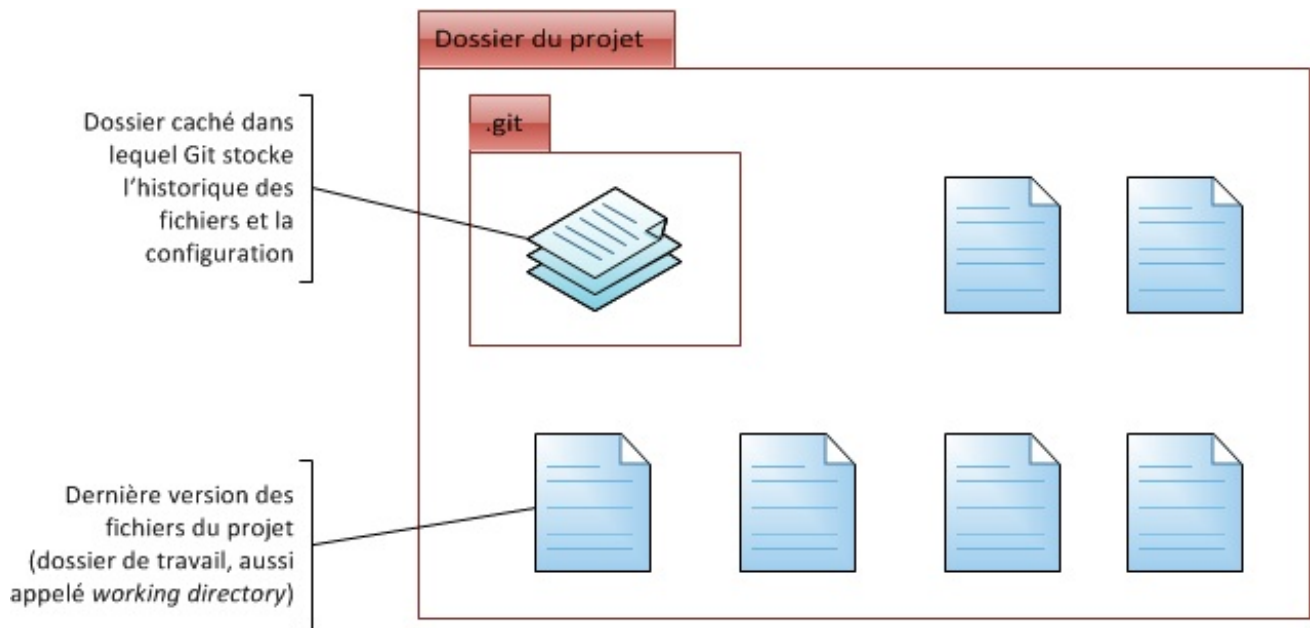 Dossier du projet
.git
Dossier caché dans
lequel Git stocke
l'historique des
fichiers et la
configuration
Dernière version des
fichiers du projet
(dossier de travail, aussi
appelé working directory)